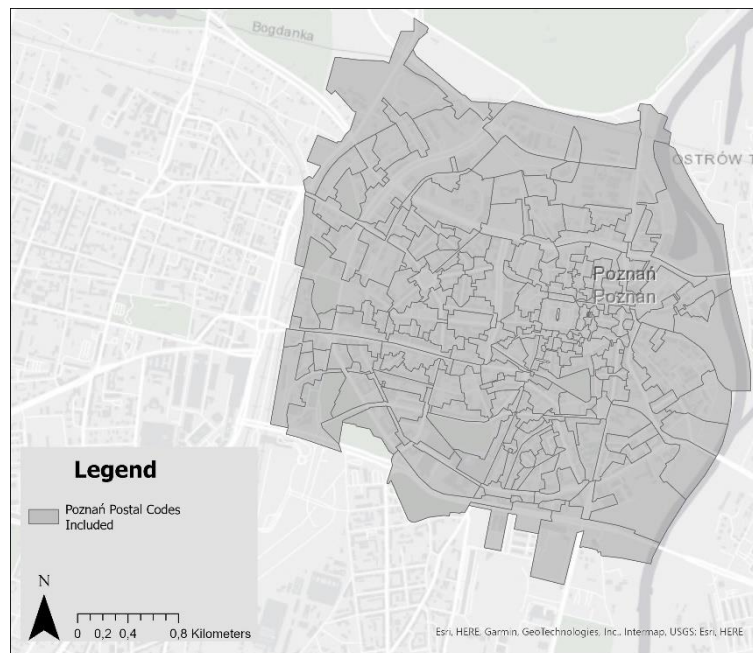 Bogdanka
OSTRÓW T
Poznań
Poznań
Legend
Poznań Postal Codes
Included
N
0 0,2 0,4 0,8 Kilometers
Esri, HERE, Garmin, GeoTechnologies, Inc., Intermap, USGS; Esri, HERE